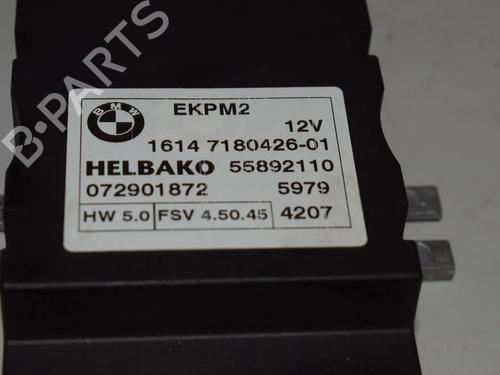 B-PARTS
BMW
EKPM2
12V
1614 7180426-01
HELBAKO 55892110
072901872 5979
HW 5.0 FSV 4.50.45 4207